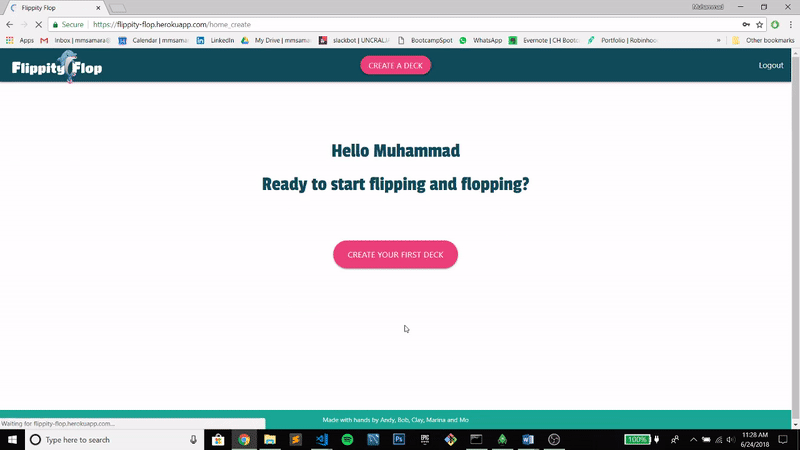 Flippity Flop
Muhammad
Secure
https://flippity-flop.herokuapp.com/home_create
Apps
Inbox | mmsamara
Calendar | mmsamara
LinkedIn
My Drive | mmsamara
slackbot | UNCRAL
BootcampSpot
WhatsApp
Evernote | CH Boot
Portfolio | Robinhoo
Other bookmarks
Flippity Flop
CREATE A DECK
Logout
Hello Muhammad
Ready to start flipping and flopping?
CREATE YOUR FIRST DECK
Made with hands by Andy, Bob, Clay, Marina and Mo
Waiting for flippity-flop.herokuapp.com...
Type here to search
EPIC
100%
11:28 AM
6/24/2018